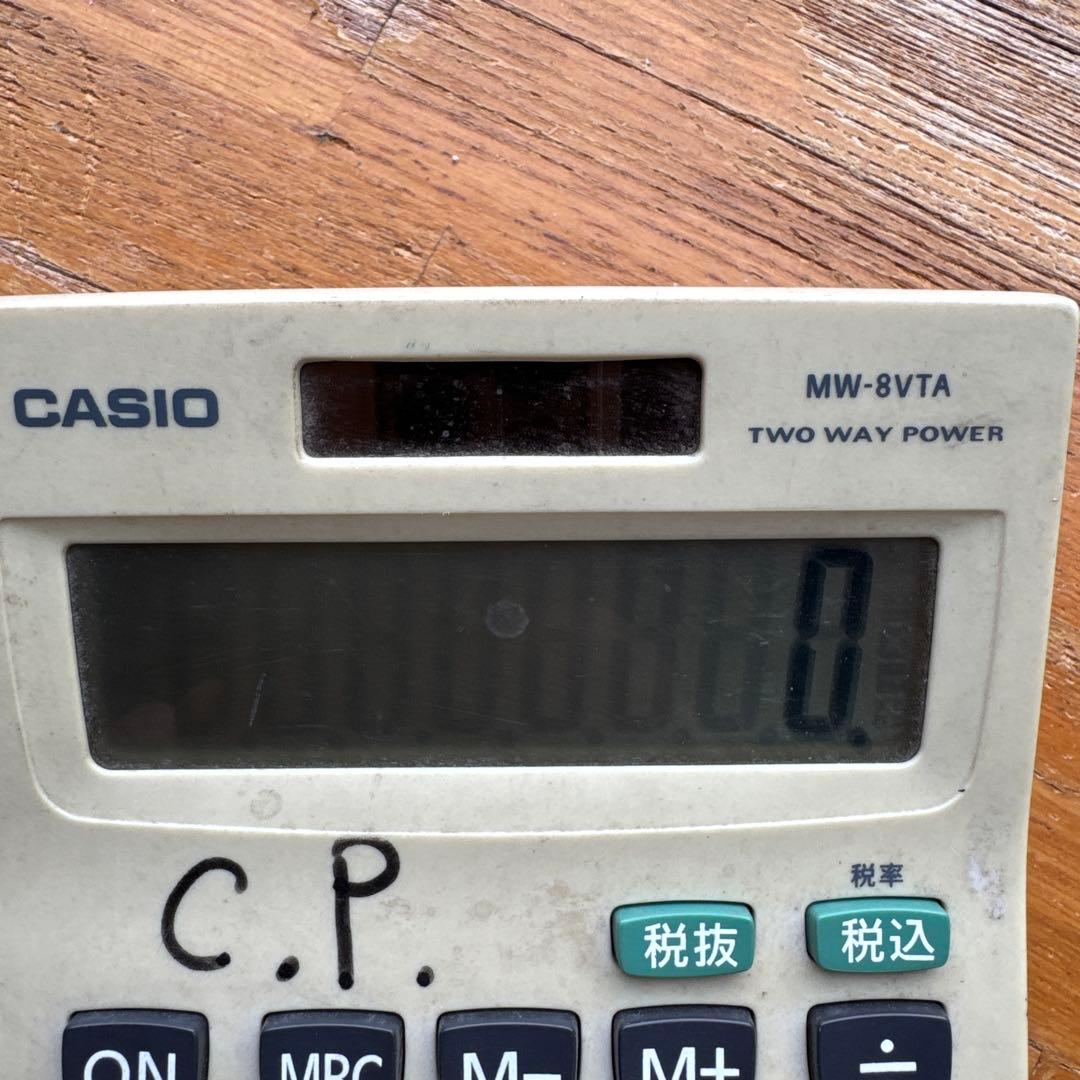 CASIO
MW-8VTA
TWO WAY POWER
0.
C.P.
税率
税抜 税込
ON MRC M- M+ ÷